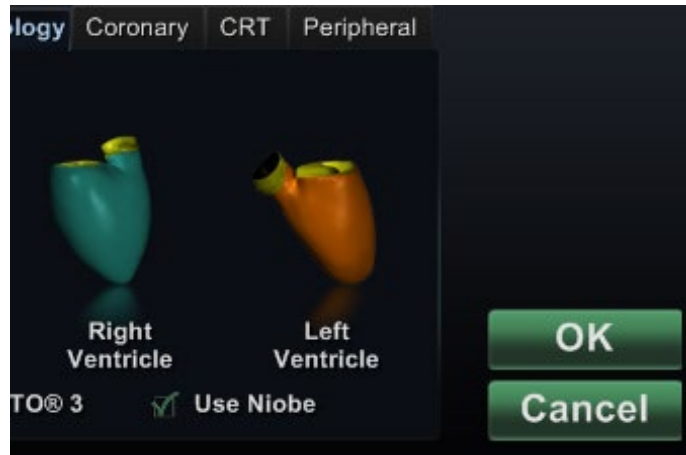 ology Coronary CRT Peripheral
Right Left
Ventricle Ventricle
OK
TO® 3 Use Niobe
Cancel